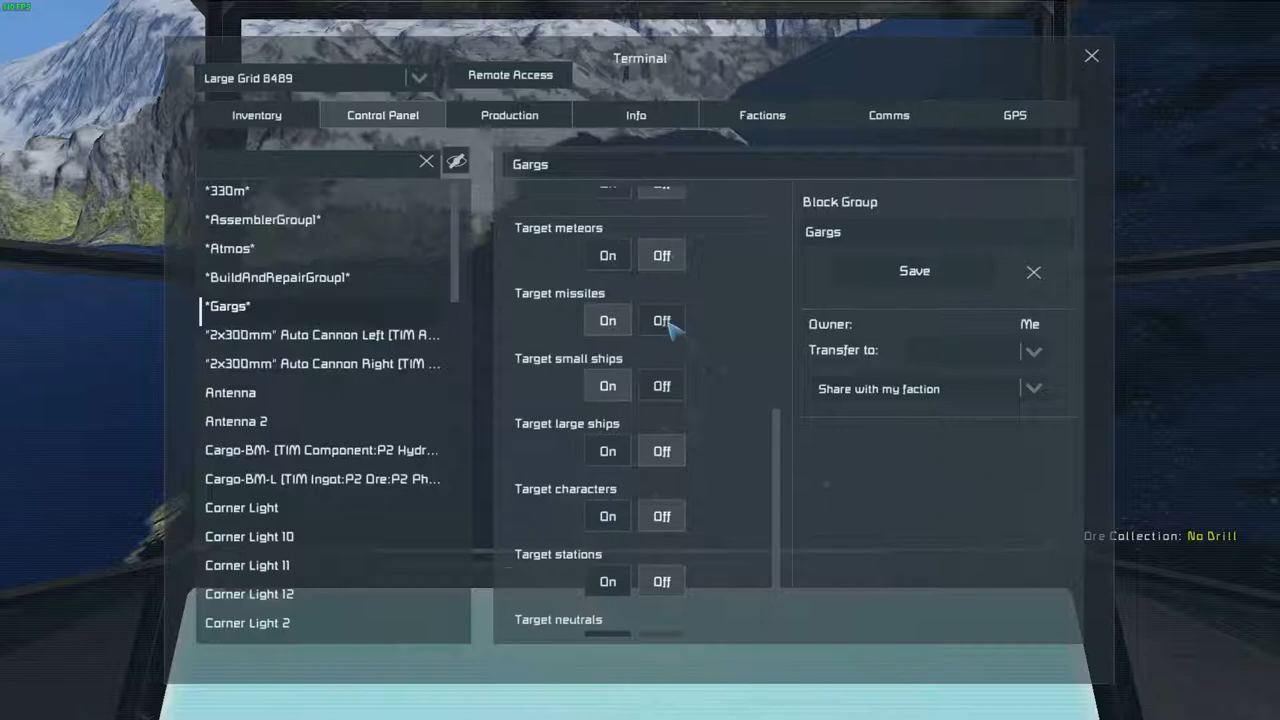 Terminal
Large Grid 8489
Remote Access
Inventory
Control Panel
Production
Info
Factions
Comms
GPS
Gargs
*330m*
*AssemblerGroup1*
*Atmos*
*BuildAndRepairGroup1*
*Gargs*
"2x300mm" Auto Cannon Left [TIM A...
"2x300mm" Auto Cannon Right [TIM ...
Antenna
Antenna 2
Cargo-BM- [TIM Component:P2 Hydr...
Cargo-BM-L [TIM Ingot:P2 Ore:P2 Ph...
Corner Light
Corner Light 10
Corner Light 11
Corner Light 12
Corner Light 2
Target meteors
On Off
Target missiles
On Off
Target small ships
On Off
Target large ships
On Off
Target characters
On Off
Target stations
On Off
Target neutrals
Block Group
Gargs
Save
Owner: Me
Transfer to:
Share with my faction
Ore Collection: No Drill